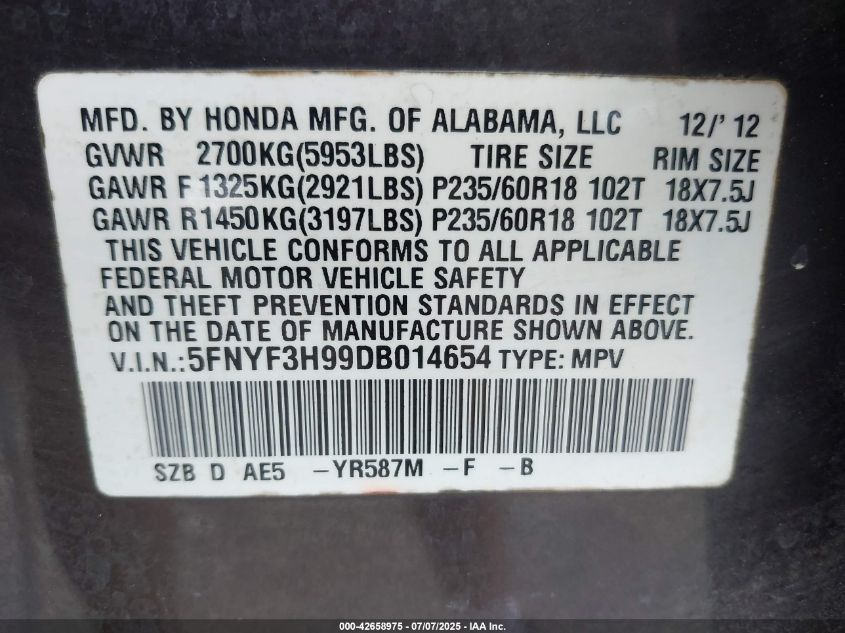 MFD. BY HONDA MFG. OF ALABAMA, LLC 12/' 12
GVWR 2700KG(5953LBS) TIRE SIZE RIM SIZE
GAWR F 1325KG(2921LBS) P235/60R18 102T 18X7.5J
GAWR R1450KG(3197LBS) P235/60R18 102T 18X7.5J
THIS VEHICLE CONFORMS TO ALL APPLICABLE
FEDERAL MOTOR VEHICLE SAFETY
AND THEFT PREVENTION STANDARDS IN EFFECT
ON THE DATE OF MANUFACTURE SHOWN ABOVE.
V.I.N.:5FNYF3H99DB014654 TYPE: MPV
SZB D AE5 -YR587M -F -B
000-42658975 - 07/07/2025 - IAA Inc.